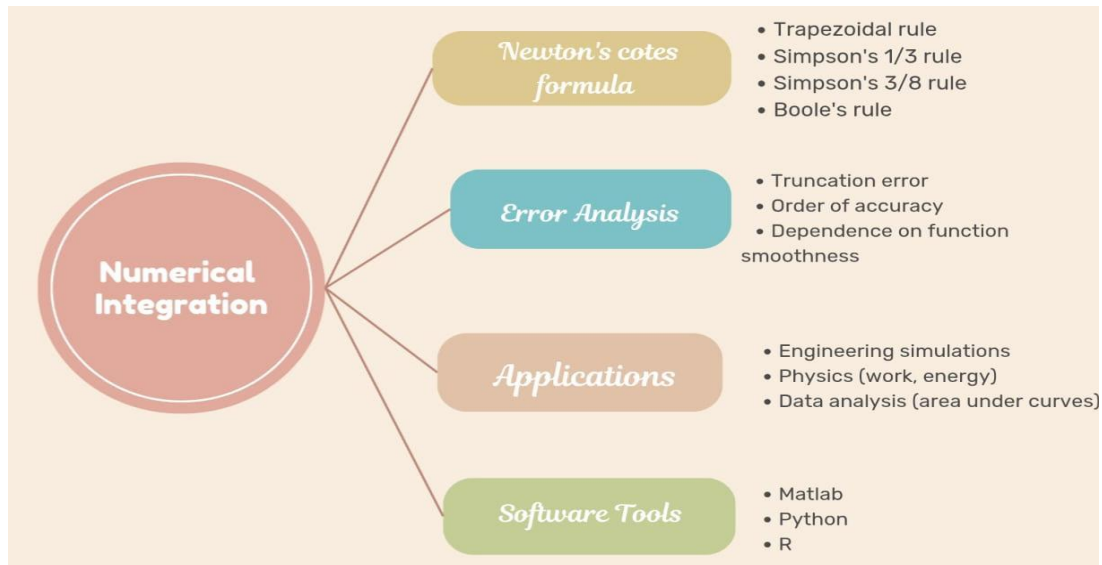 Numerical
Integration
Newton's cotes
formula
• Trapezoidal rule
• Simpson's 1/3 rule
• Simpson's 3/8 rule
• Boole's rule
Error Analysis
• Truncation error
• Order of accuracy
• Dependence on function
smoothness
Applications
• Engineering simulations
• Physics (work, energy)
• Data analysis (area under curves)
Software Tools
• Matlab
• Python
• R